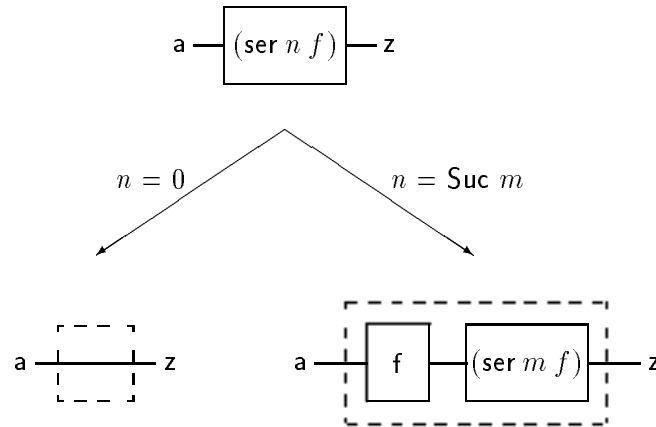 a (ser n f) z
n = 0 n = Suc m
a z a f (ser m f) z